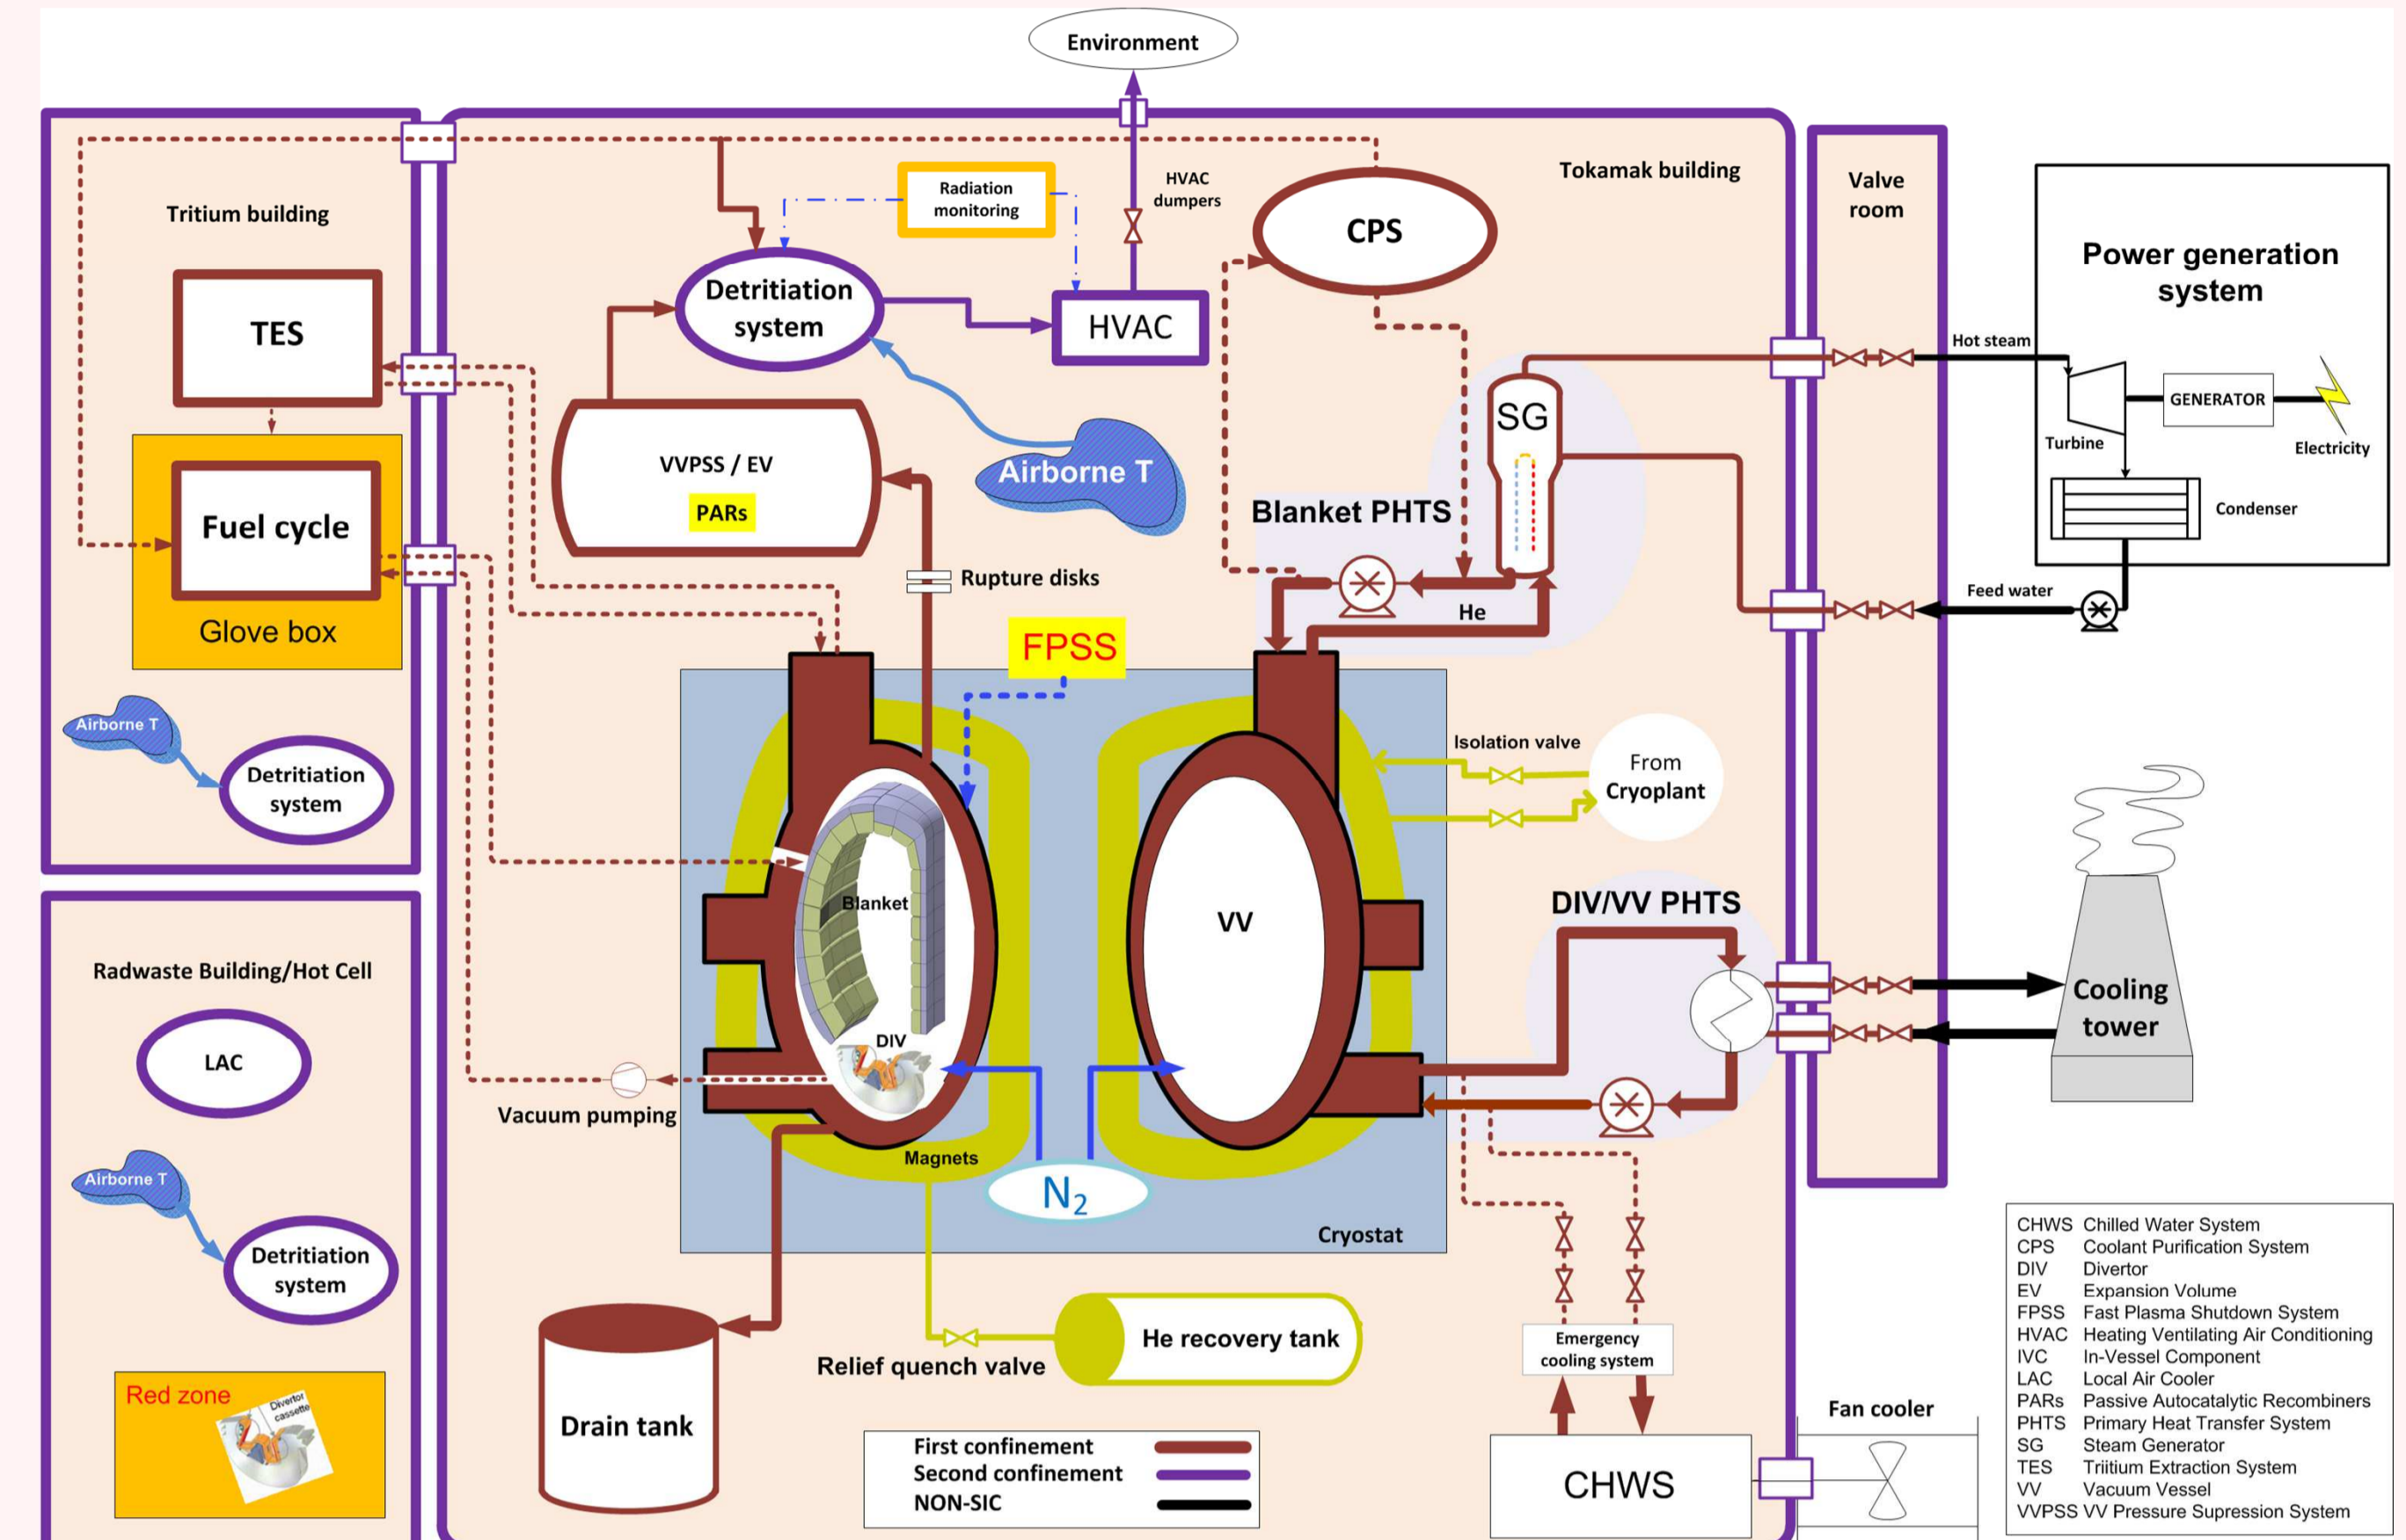 Environment
Tritium building
TES
Fuel cycle
Glove box
Airborne T
Detritiation
system
Radwaste Building/Hot Cell
LAC
Airborne T
Detritiation
system
Red zone
Divertor
cassette
Tokamak building
Radiation
monitoring
HVAC
dumpers
CPS
Detritiation
system
HVAC
VVPSS / EV
PARs
Airborne T
Rupture disks
FPSS
Blanket PHTS
SG
He
Isolation valve
From
Cryoplant
Blanket
VV
DIV
DIV/VV PHTS
Vacuum pumping
Magnets
N2
Cryostat
He recovery tank
Relief quench valve
Drain tank
Emergency
cooling system
CHWS
First confinement
Second confinement
NON-SIC
Valve
room
Power generation
system
Hot steam
GENERATOR
Turbine
Electricity
Condenser
Feed water
Cooling
tower
Fan cooler
CHWS Chilled Water System
CPS Coolant Purification System
DIV Divertor
EV Expansion Volume
FPSS Fast Plasma Shutdown System
HVAC Heating Ventilating Air Conditioning
IVC In-Vessel Component
LAC Local Air Cooler
PARs Passive Autocatalytic Recombiners
PHTS Primary Heat Transfer System
SG Steam Generator
TES Triitium Extraction System
VV Vacuum Vessel
VVPSS VV Pressure Supression System